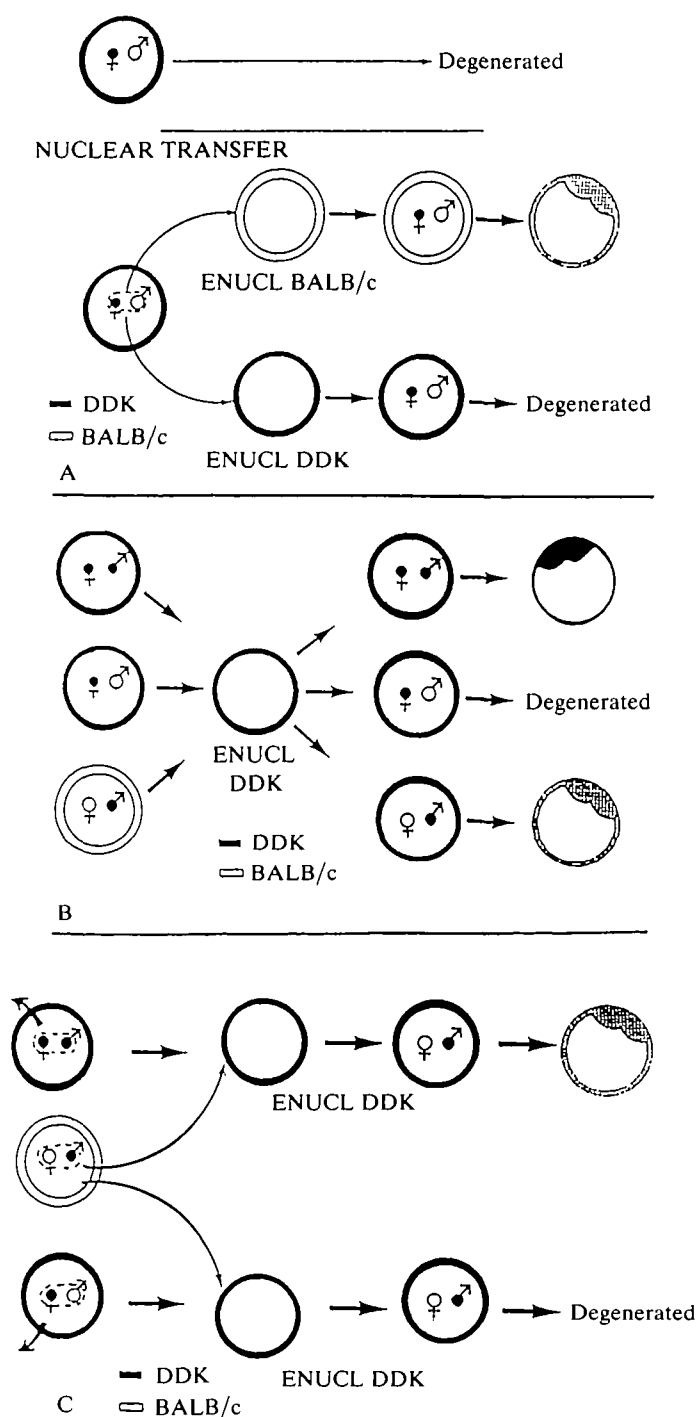 Degenerated
NUCLEAR TRANSFER
ENUCL BALB/c
DDK
BALB/c
Degenerated
ENUCL DDK
A
ENUCL
DDK
Degenerated
DDK
BALB/c
B
ENUCL DDK
Degenerated
DDK
ENUCL DDK
BALB/c
C